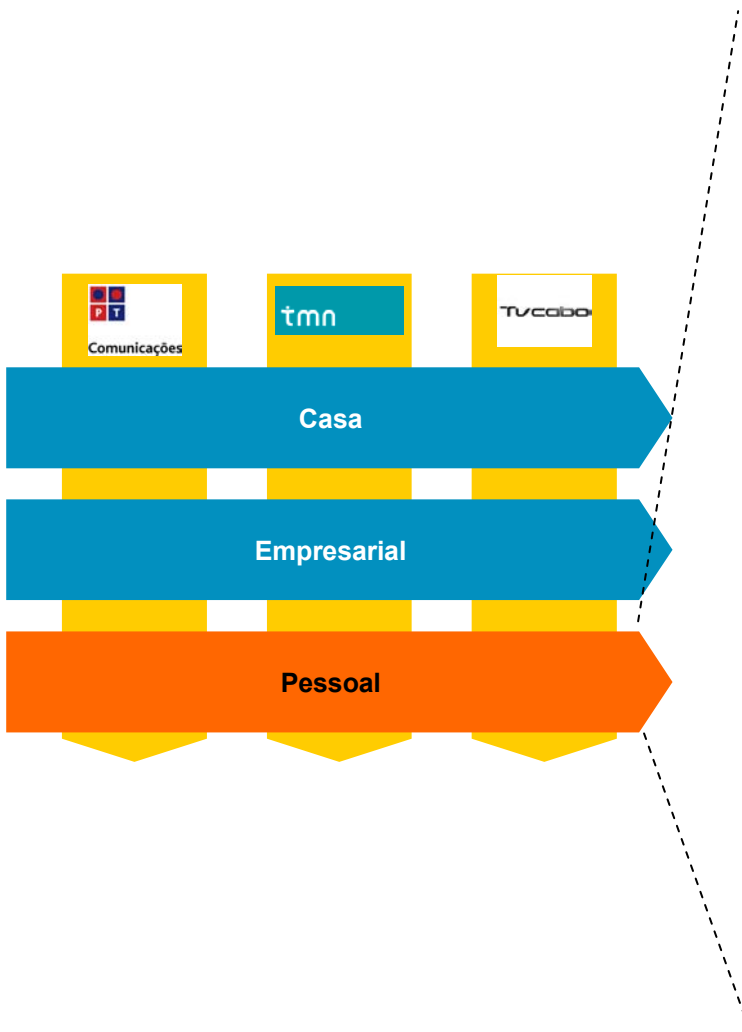 P T
Comunicações
tmn
TVcabo
Casa
Empresarial
Pessoal